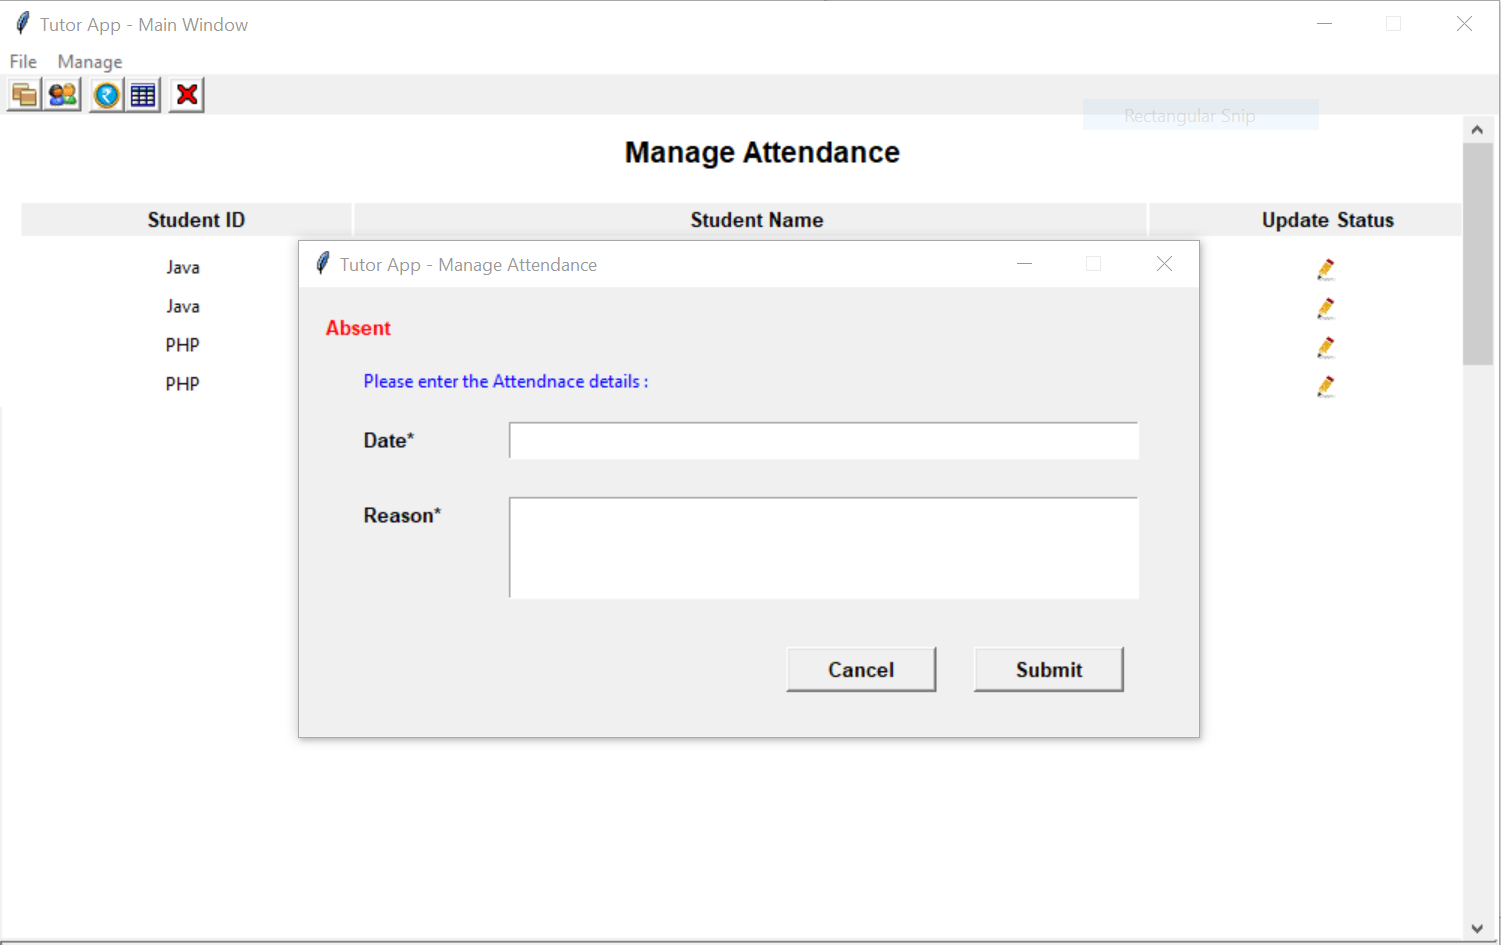 Tutor App - Main Window
File Manage
Rectangular Snip
Manage Attendance
Student ID Student Name Update Status
Java
Java
PHP
PHP
Tutor App - Manage Attendance
Absent
Please enter the Attendnace details :
Date*
Reason*
Cancel Submit